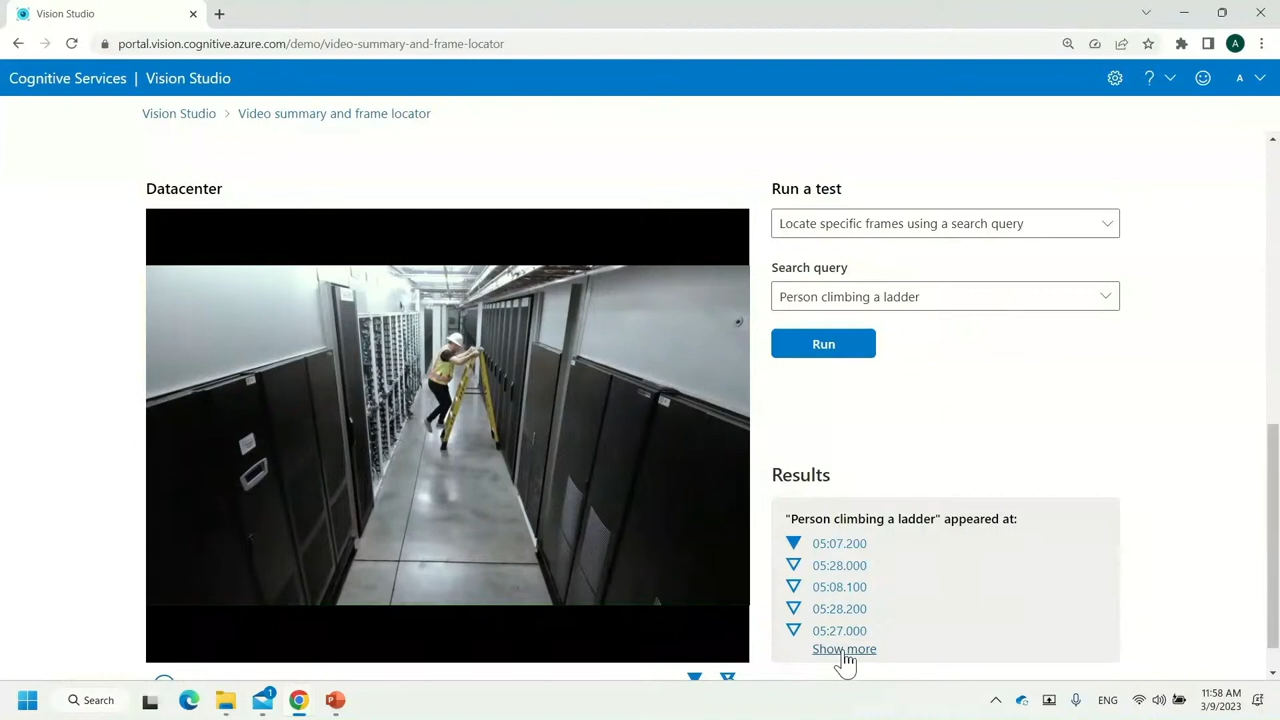 Vision Studio
portal.vision.cognitive.azure.com/demo/video-summary-and-frame-locator
A
Cognitive Services | Vision Studio
A
Vision Studio > Video summary and frame locator
Datacenter
Run a test
Locate specific frames using a search query
Search query
Person climbing a ladder
Run
Results
"Person climbing a ladder" appeared at:
05:07.200
05:28.000
05:08.100
05:28.200
05:27.000
Show more
Search
1
ENG
11:58 AM
3/9/2023